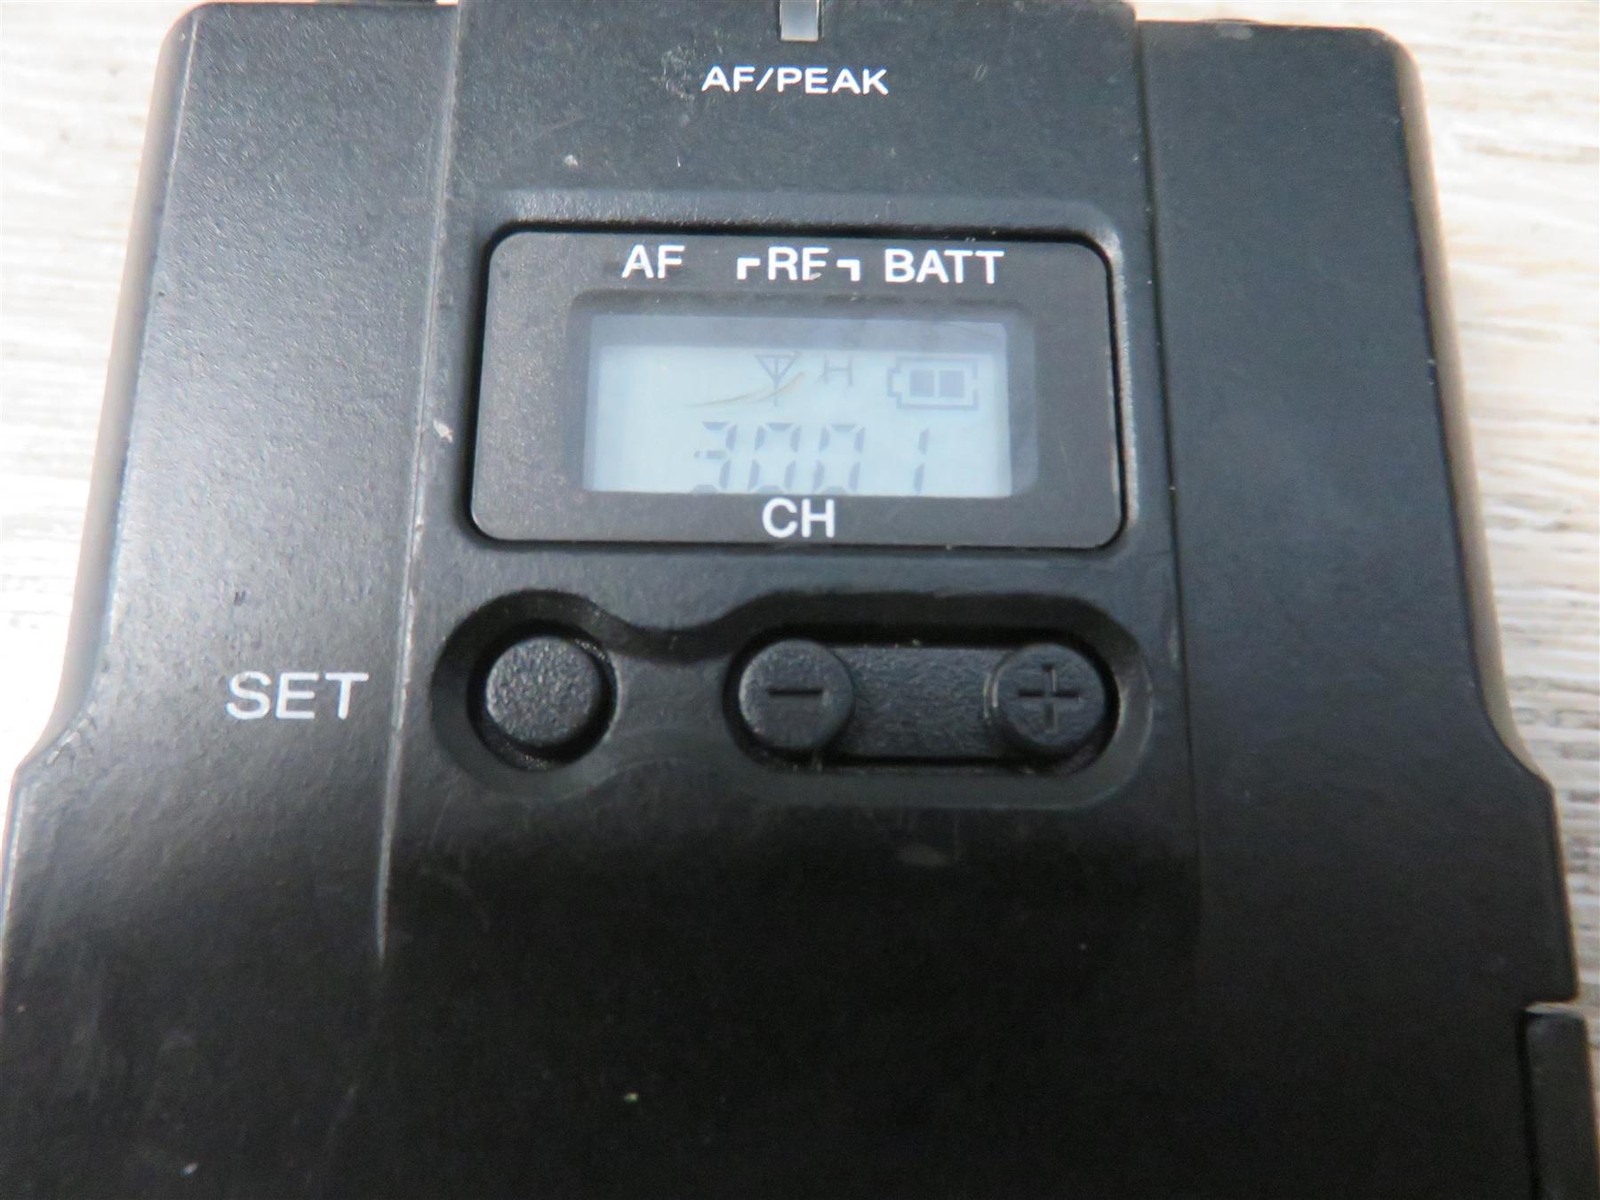 AF/PEAK
AF ┌RF┐ BATT
H
3001
CH
SET - +